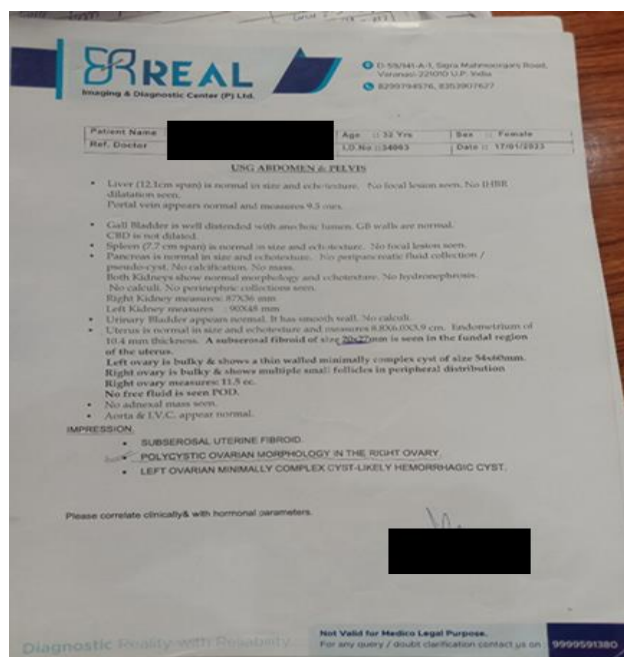 REAL
Imaging & Diagnostic Center (P) Ltd.
D-59/141-A-1, Sigra Mahmoorganj Road,
Varanasi-221010 U.P. India
8299794576, 8353907627
Patient Name
Age :: 32 Yrs
Sex :: Female
Ref. Doctor
I.D.No ::34003
Date :: 17/01/2023
USG ABDOMEN & PELVIS
• Liver (12.1cm span) is normal in size and echotexture. No focal lesion seen. No IHBR
dilatation seen.
Portal vein appears normal and measures 9.5 mm.
• Gall Bladder is well distended with anechoic lumen. GB walls are normal.
CBD is not dilated.
• Spleen (7.7 cm span) is normal in size and echotexture. No focal lesion seen.
• Pancreas is normal in size and echotexture. No peripancreatic fluid collection /
pseudo-cyst. No calcification. No mass.
Both Kidneys show normal morphology and echotexture. No hydronephrosis.
No calculi. No perinephric collections seen.
Right Kidney measures: 87X36 mm
Left Kidney measures : 90X45 mm
• Urinary Bladder appears normal. It has smooth wall. No calculi.
• Uterus is normal in size and echotexture and measures 8.8X6.0X3.9 cm. Endometrium of
10.4 mm thickness. A subserosal fibroid of size 20x27mm is seen in the fundal region
of the uterus.
Left ovary is bulky & shows a thin walled minimally complex cyst of size 54x60mm.
Right ovary is bulky & shows multiple small follicles in peripheral distribution
Right ovary measures: 11.5 cc.
No free fluid is seen POD.
• No adnexal mass seen.
• Aorta & I.V.C. appear normal.
IMPRESSION.
• SUBSEROSAL UTERINE FIBROID.
• POLYCYSTIC OVARIAN MORPHOLOGY IN THE RIGHT OVARY.
• LEFT OVARIAN MINIMALLY COMPLEX CYST-LIKELY HEMORRHAGIC CYST.
Please correlate clinically& with hormonal parameters.
Diagnostic Reality with Reliability
Not Valid for Medico Legal Purpose.
For any query / doubt clarification contact us on : 9999591380